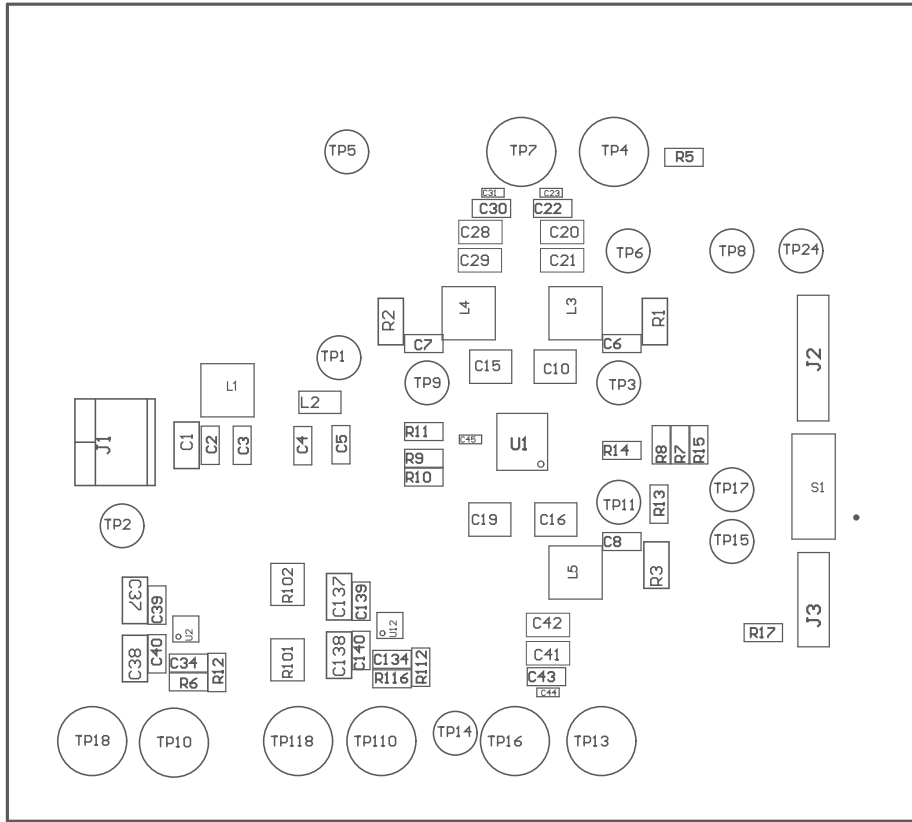 TP5
TP7
TP4
R5
C31
C23
C30
C22
C28
C20
C29
C21
TP6
TP8
TP24
L4
L3
R2
R1
C7
C6
TP1
C15
C10
TP9
TP3
J2
L1
L2
J1
C1
C2
C3
C4
C5
R11
C45
U1
R9
R10
R14
R8
R7
R15
TP17
S1
TP2
C19
C16
TP11
R13
TP15
C8
L5
R3
R102
C37
C39
C137
C139
U2
U12
C42
R17
J3
C38
C40
R101
C138
C140
C34
R12
C134
R112
C41
R6
R116
C43
C44
TP18
TP10
TP118
TP110
TP14
TP16
TP13